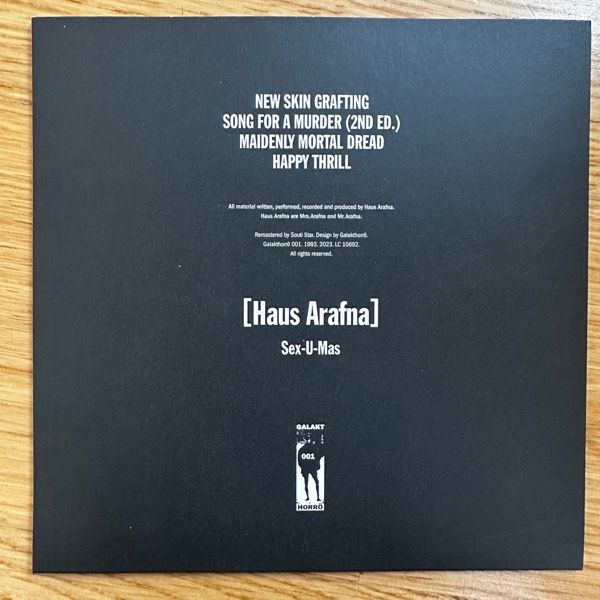 NEW SKIN GRAFTING
SONG FOR A MURDER (2ND ED.)
MAIDENLY MORTAL DREAD
HAPPY THRILL
All material written, performed, recorded and produced by Haus Arafna.
Haus Arafna are Mrs.Arafna and Mr.Arafna.
Remastered by Souti Star. Design by Galakthorrö.
Galakthorrö 001. 1993. 2023. LC 10692.
All rights reserved.
[Haus Arafna]
Sex-U-Mas
GALAKT
001
HORRÖ